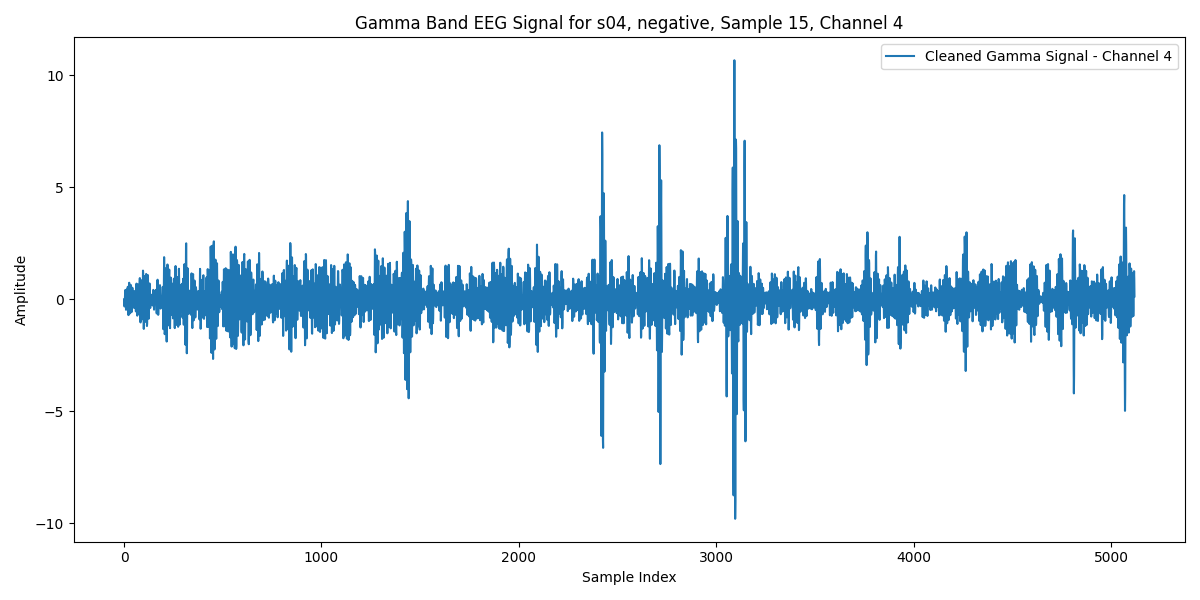 Gamma Band EEG Signal for s04, negative, Sample 15, Channel 4
Cleaned Gamma Signal - Channel 4
Amplitude
10
5
0
−5
−10
0 1000 2000 3000 4000 5000
Sample Index